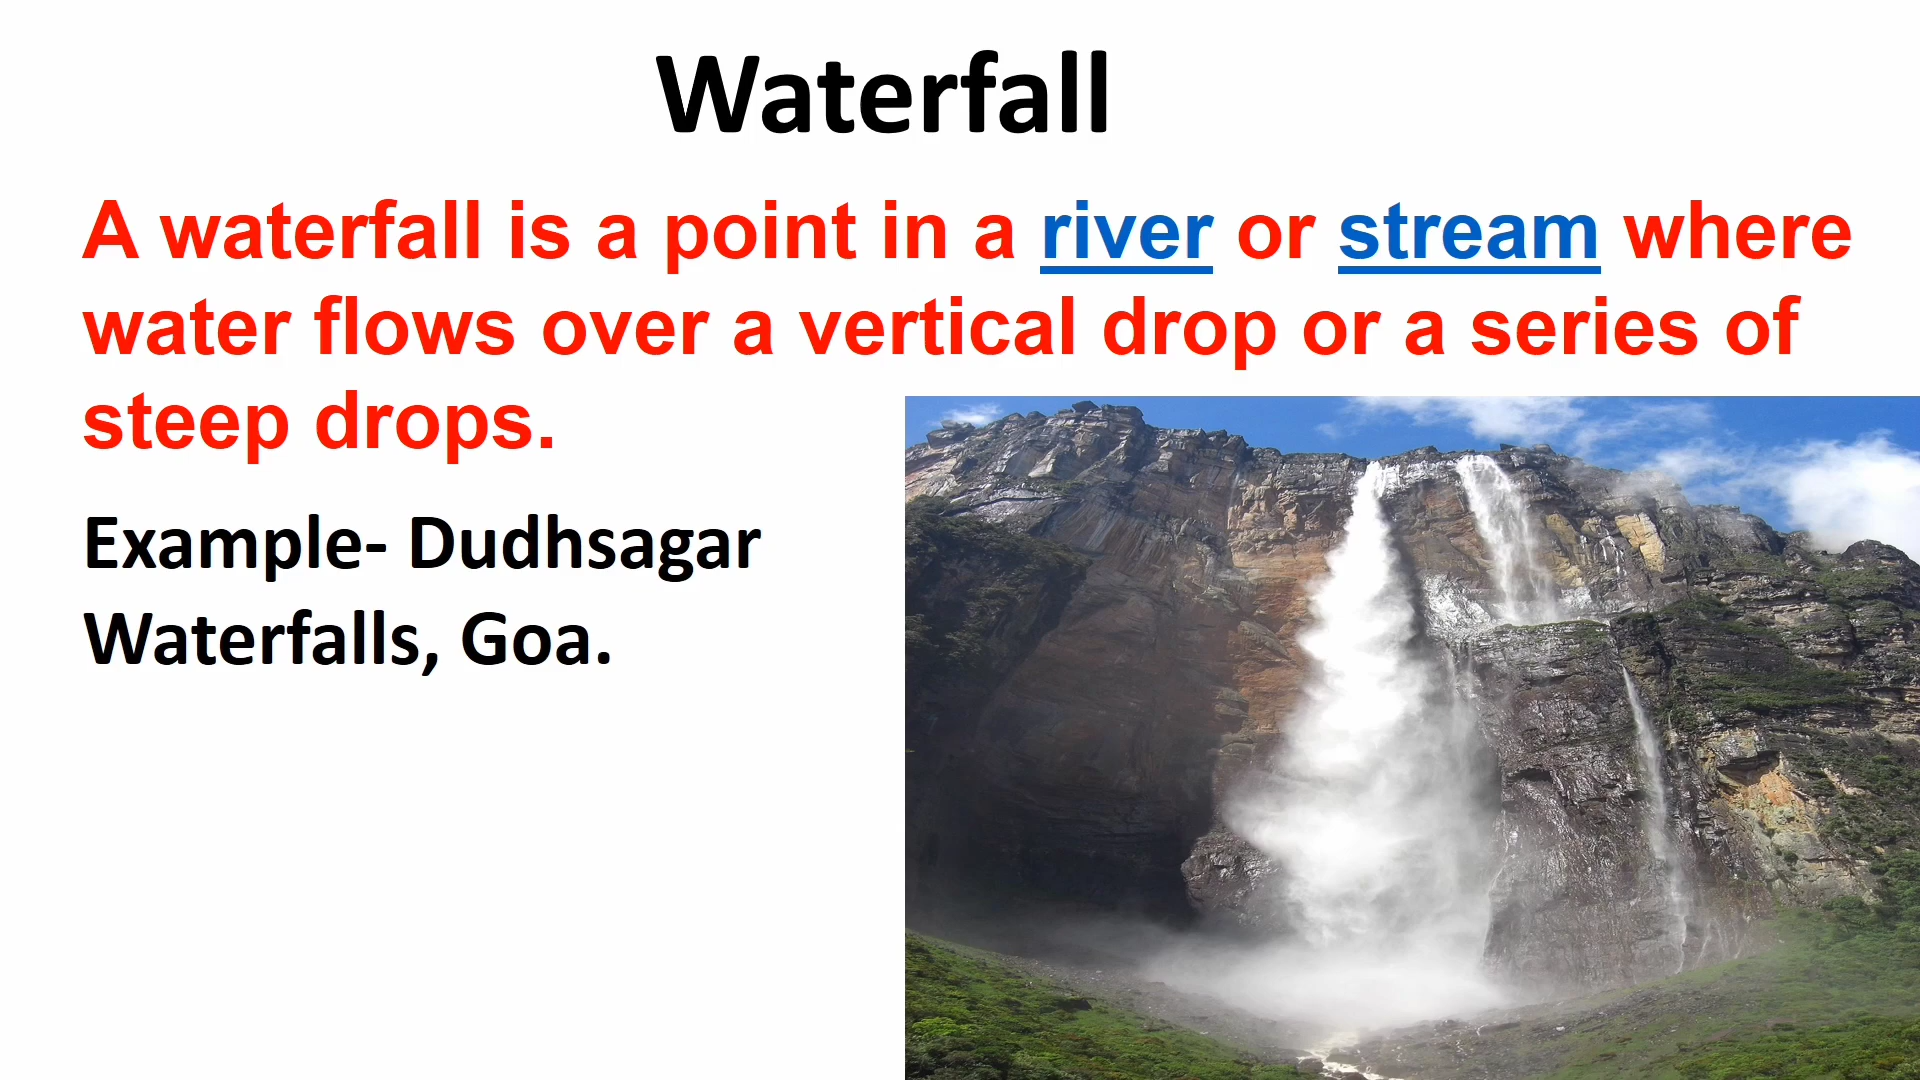 Waterfall
A waterfall is a point in a river or stream where
water flows over a vertical drop or a series of
steep drops.
Example- Dudhsagar
Waterfalls, Goa.